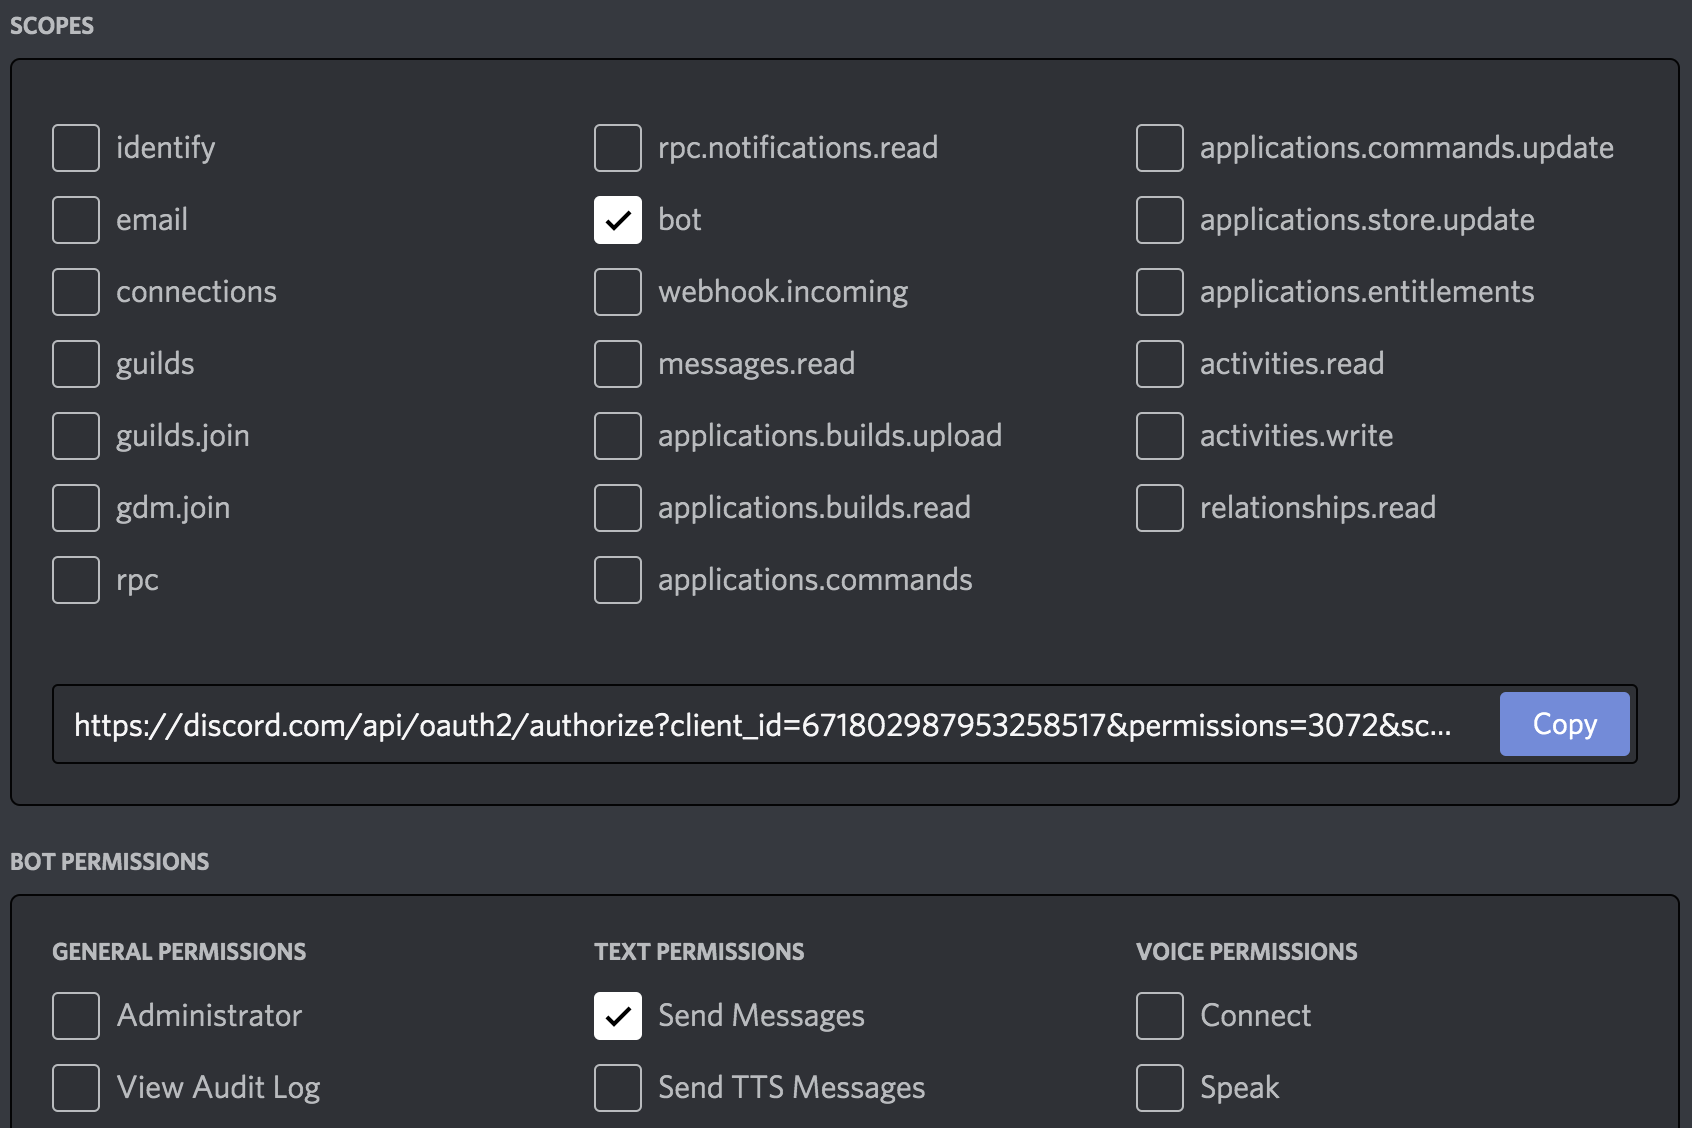 SCOPES
identify
rpc.notifications.read
applications.commands.update
email
bot
applications.store.update
connections
webhook.incoming
applications.entitlements
guilds
messages.read
activities.read
guilds.join
applications.builds.upload
activities.write
gdm.join
applications.builds.read
relationships.read
rpc
applications.commands
https://discord.com/api/oauth2/authorize?client_id=671802987953258517&permissions=3072&sc...
Copy
BOT PERMISSIONS
GENERAL PERMISSIONS
TEXT PERMISSIONS
VOICE PERMISSIONS
Administrator
Send Messages
Connect
View Audit Log
Send TTS Messages
Speak